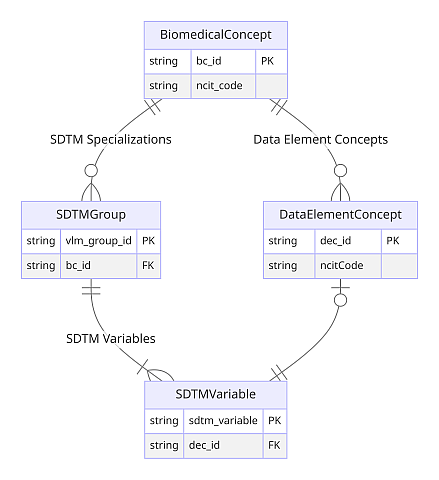 BiomedicalConcept
string bc_id PK
string ncit_code
SDTM Specializations
Data Element Concepts
SDTMGroup
string vlm_group_id PK
string bc_id FK
DataElementConcept
string dec_id PK
string ncitCode
SDTM Variables
SDTMVariable
string sdtm_variable PK
string dec_id FK